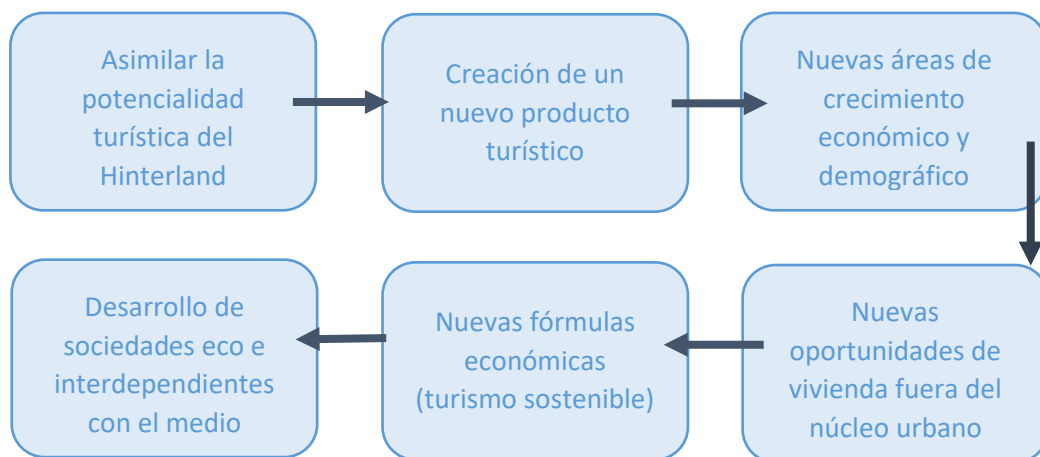 Asimilar la
potencialidad
turística del
Hinterland
Creación de un
nuevo producto
turístico
Nuevas áreas de
crecimiento
económico y
demográfico
Nuevas
oportunidades de
vivienda fuera del
núcleo urbano
Nuevas fórmulas
económicas
(turismo sostenible)
Desarrollo de
sociedades eco e
interdependientes
con el medio